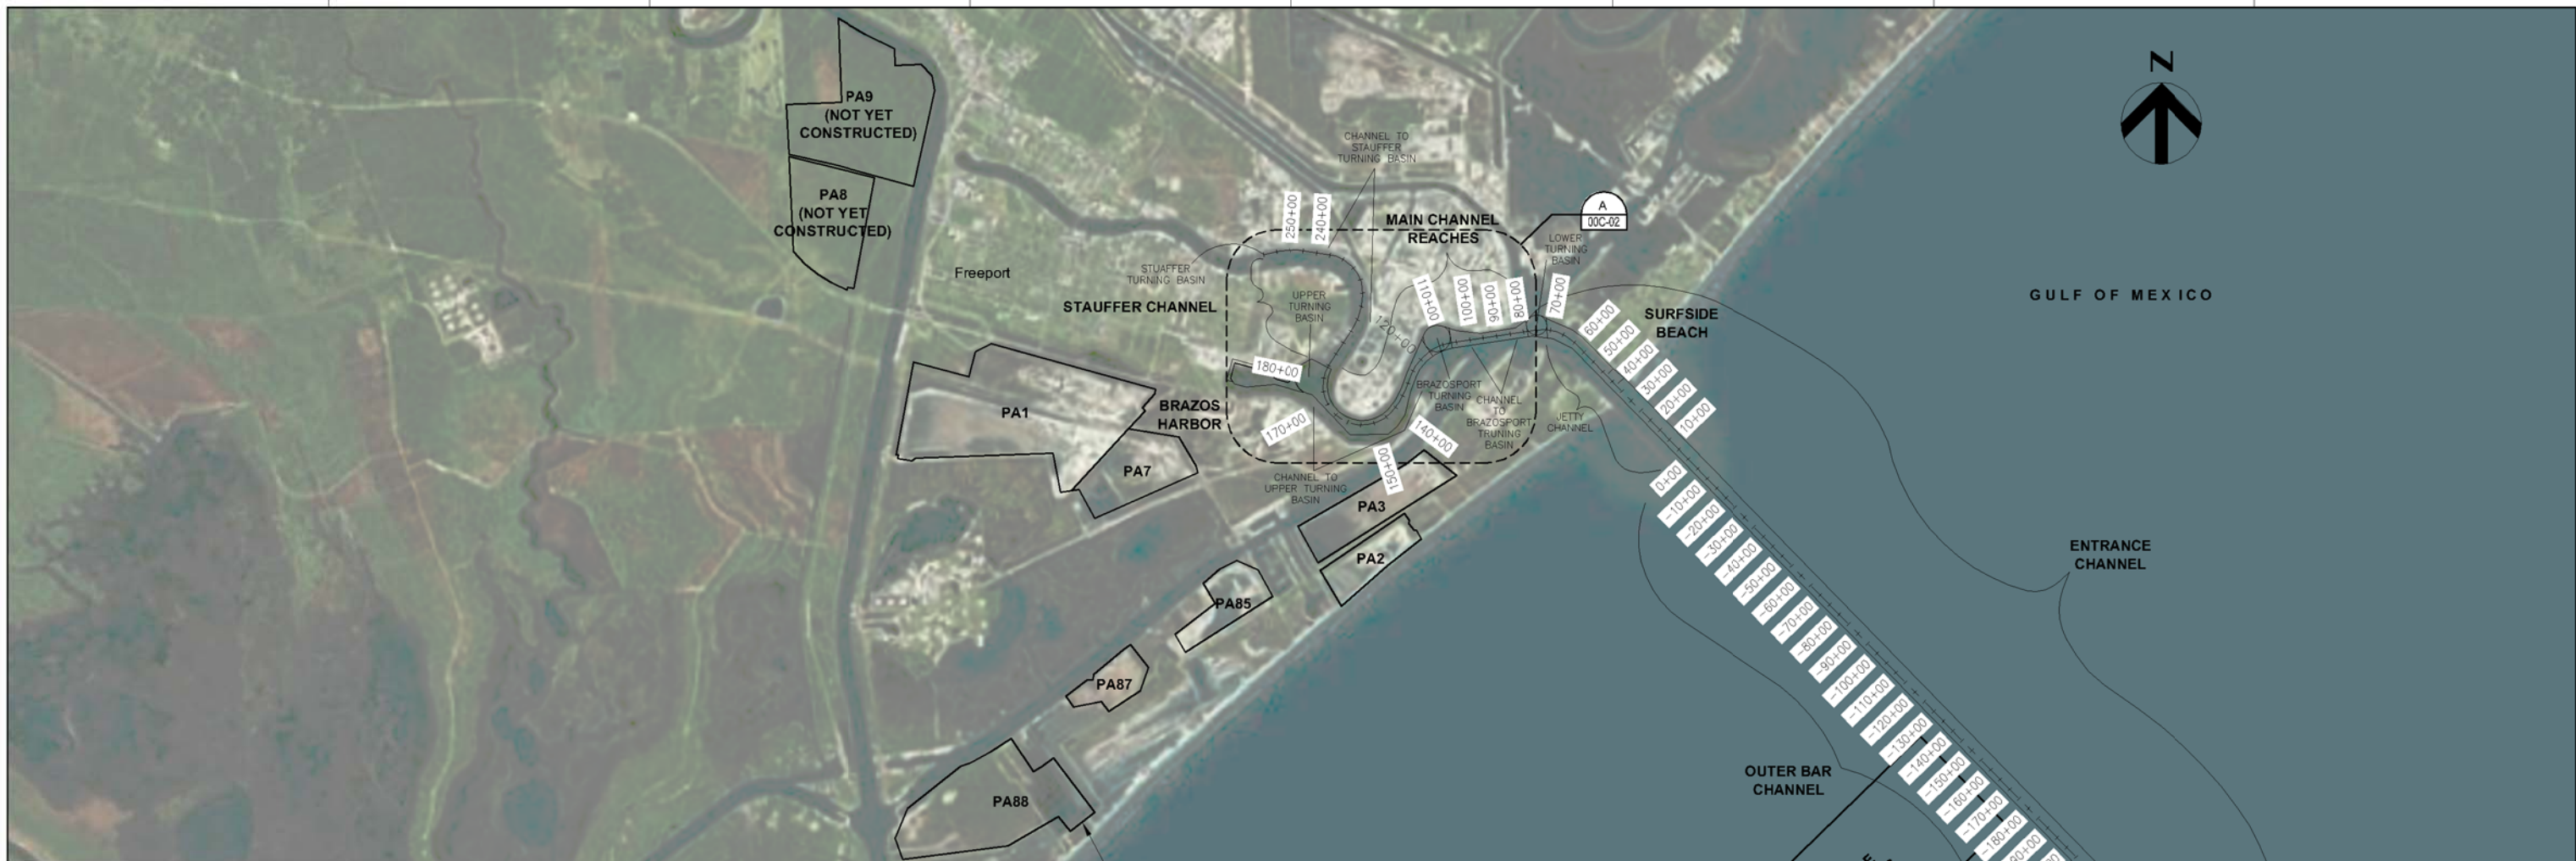 N
PA9
(NOT YET
CONSTRUCTED)
PA8
(NOT YET
CONSTRUCTED)
Freeport
CHANNEL TO
STAUFFER
TURNING BASIN
250+00
240+00
MAIN CHANNEL
REACHES
A
00C-02
LOWER
TURNING
BASIN
STUAFFER
TURNING BASIN
STAUFFER CHANNEL
UPPER
TURNING
BASIN
110+00
100+00
90+00
80+00
70+00
60+00
50+00
40+00
30+00
20+00
10+00
SURFSIDE
BEACH
GULF OF MEXICO
120+00
180+00
170+00
140+00
150+00
BRAZOSPORT
TURNING
BASIN
CHANNEL
TO
BRAZOSPORT
TRUNING
BASIN
JETTY
CHANNEL
PA1
BRAZOS
HARBOR
PA7
CHANNEL TO
UPPER TURNING
BASIN
PA3
PA2
PA85
PA87
PA88
0+00
-10+00
-20+00
-30+00
-40+00
-50+00
-60+00
-70+00
-80+00
-90+00
-100+00
-110+00
-120+00
-130+00
-140+00
-150+00
-160+00
-170+00
-180+00
ENTRANCE
CHANNEL
OUTER BAR
CHANNEL